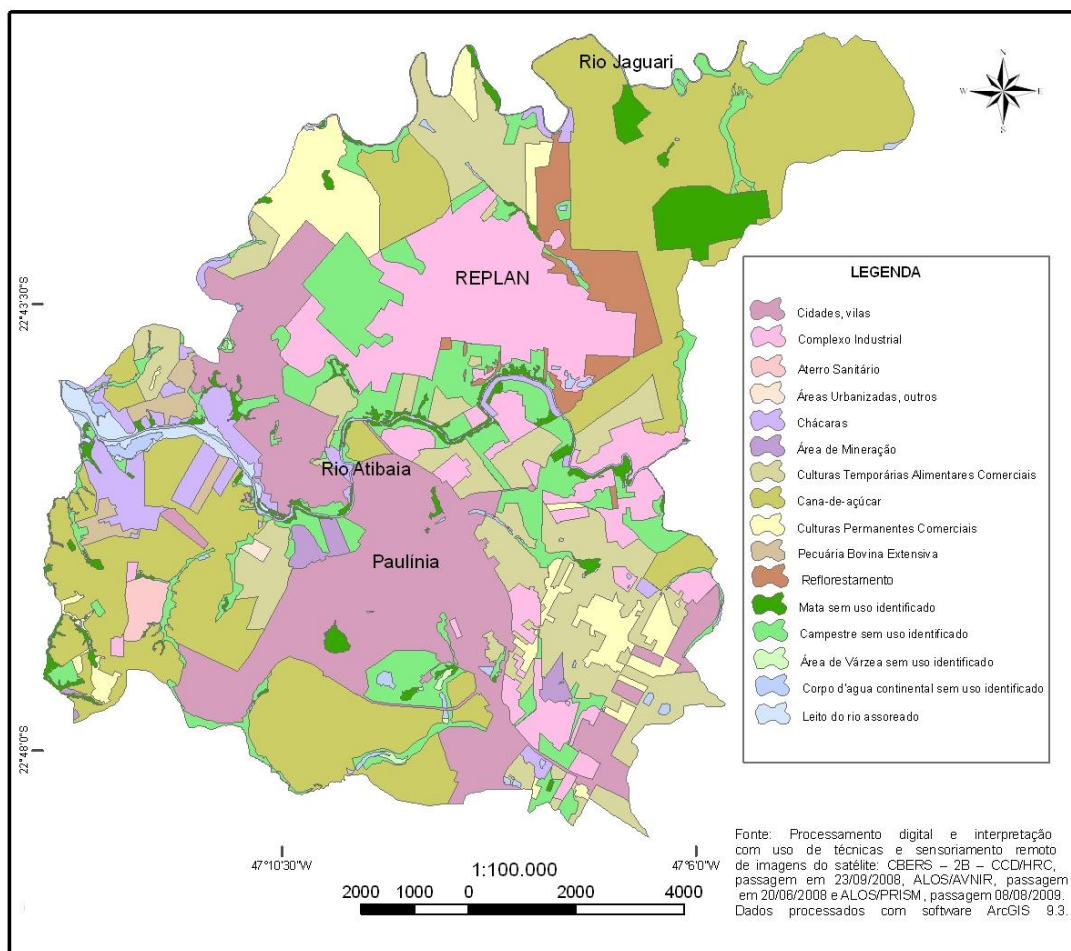 Rio Jaguari
N
W
E
S
REPLAN
22°43'30"S
Rio Atibaia
Paulínia
22°48'0"S
47°10'30"W
47°6'0"W
LEGENDA
Cidades, vilas
Complexo Industrial
Aterro Sanitário
Áreas Urbanizadas, outros
Chácaras
Área de Mineração
Culturas Temporárias Alimentares Comerciais
Cana-de-açúcar
Culturas Permanentes Comerciais
Pecuária Bovina Extensiva
Reflorestamento
Mata sem uso identificado
Campestre sem uso identificado
Área de Várzea sem uso identificado
Corpo d'agua continental sem uso identificado
Leito do rio assoreado
1:100.000
2000 1000 0 2000 4000
Fonte: Processamento digital e interpretação
com uso de técnicas e sensoriamento remoto
de imagens do satélite: CBERS – 2B – CCD/HRC,
passagem em 23/09/2008, ALOS/AVNIR, passagem
em 20/06/2008 e ALOS/PRISM, passagem 08/08/2009.
Dados processados com software ArcGIS 9.3.